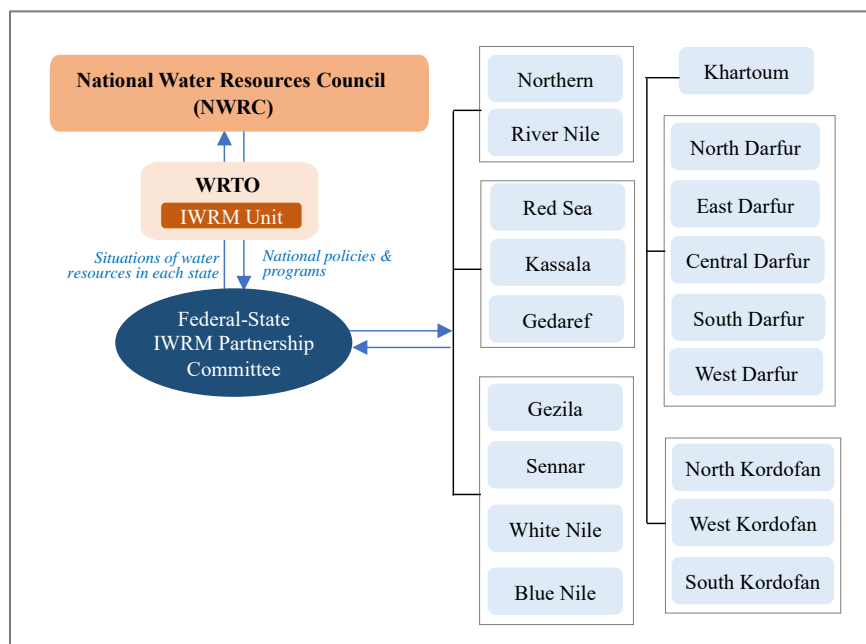 National Water Resources Council
(NWRC)
WRTO
IWRM Unit
Situations of water
resources in each state
National policies &
programs
Federal-State
IWRM Partnership
Committee
Northern
River Nile
Red Sea
Kassala
Gedaref
Gezila
Sennar
White Nile
Blue Nile
Khartoum
North Darfur
East Darfur
Central Darfur
South Darfur
West Darfur
North Kordofan
West Kordofan
South Kordofan